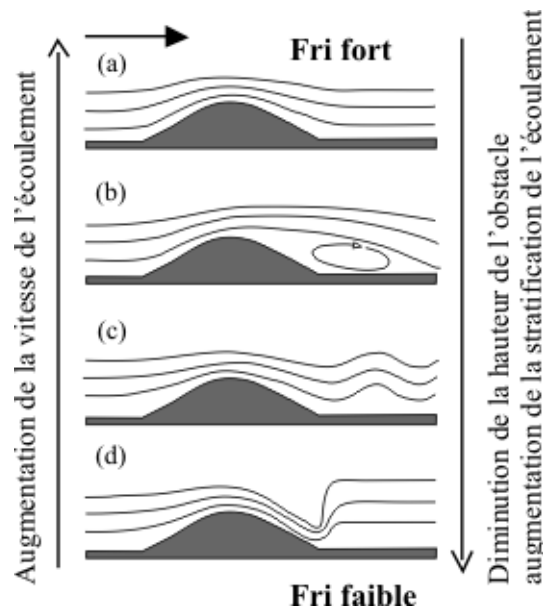 Fri fort
(a)
(b)
(c)
(d)
Fri faible
Augmentation de la vitesse de l'écoulement
Diminution de la hauteur de l'obstacle
augmentation de la stratification de l'écoulement